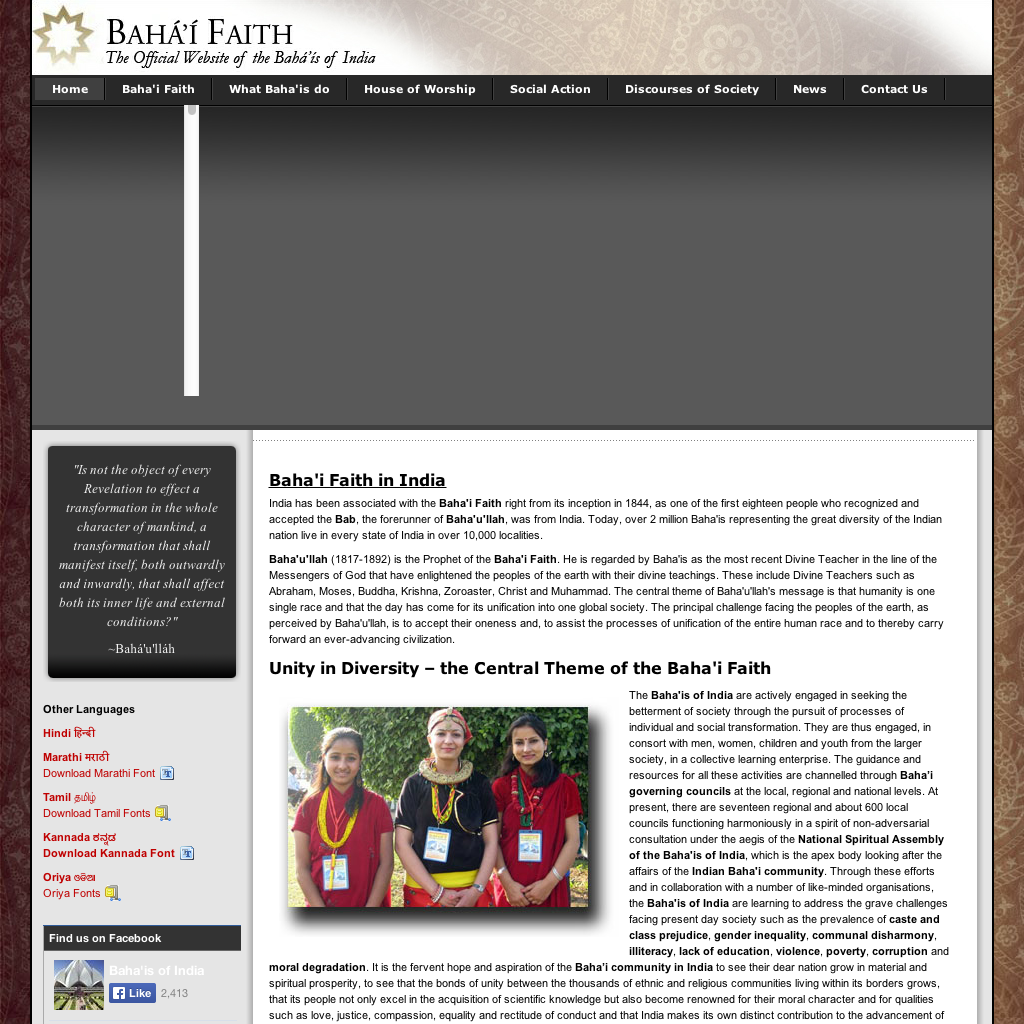 BAHÁ'Í FAITH
The Official Website of the Bahá'ís of India
Home Baha'i Faith What Baha'is do House of Worship Social Action Discourses of Society News Contact Us
"Is not the object of every
Revelation to effect a
transformation in the whole
character of mankind, a
transformation that shall
manifest itself, both outwardly
and inwardly, that shall affect
both its inner life and external
conditions?"
~Bahá'u'lláh
Other Languages
Hindi हिन्दी
Marathi मराठी
Download Marathi Font
Tamil தமிழ்
Download Tamil Fonts
Kannada ಕನ್ನಡ
Download Kannada Font
Oriya ଓଡିଆ
Oriya Fonts
Find us on Facebook
Baha'is of India
Like 2,413
Baha'i Faith in India
India has been associated with the Baha'i Faith right from its inception in 1844, as one of the first eighteen people who recognized and
accepted the Bab, the forerunner of Baha'u'llah, was from India. Today, over 2 million Baha'is representing the great diversity of the Indian
nation live in every state of India in over 10,000 localities.
Baha'u'llah (1817-1892) is the Prophet of the Baha'i Faith. He is regarded by Baha'is as the most recent Divine Teacher in the line of the
Messengers of God that have enlightened the peoples of the earth with their divine teachings. These include Divine Teachers such as
Abraham, Moses, Buddha, Krishna, Zoroaster, Christ and Muhammad. The central theme of Baha'u'llah's message is that humanity is one
single race and that the day has come for its unification into one global society. The principal challenge facing the peoples of the earth, as
perceived by Baha'u'llah, is to accept their oneness and, to assist the processes of unification of the entire human race and to thereby carry
forward an ever-advancing civilization.
Unity in Diversity – the Central Theme of the Baha'i Faith
The Baha'is of India are actively engaged in seeking the
betterment of society through the pursuit of processes of
individual and social transformation. They are thus engaged, in
consort with men, women, children and youth from the larger
society, in a collective learning enterprise. The guidance and
resources for all these activities are channelled through Baha'i
governing councils at the local, regional and national levels. At
present, there are seventeen regional and about 600 local
councils functioning harmoniously in a spirit of non-adversarial
consultation under the aegis of the National Spiritual Assembly
of the Baha'is of India, which is the apex body looking after the
affairs of the Indian Baha'i community. Through these efforts
and in collaboration with a number of like-minded organisations,
the Baha'is of India are learning to address the grave challenges
facing present day society such as the prevalence of caste and
class prejudice, gender inequality, communal disharmony,
illiteracy, lack of education, violence, poverty, corruption and
moral degradation. It is the fervent hope and aspiration of the Baha'i community in India to see their dear nation grow in material and
spiritual prosperity, to see that the bonds of unity between the thousands of ethnic and religious communities living within its borders grows,
that its people not only excel in the acquisition of scientific knowledge but also become renowned for their moral character and for qualities
such as love, justice, compassion, equality and rectitude of conduct and that India makes its own distinct contribution to the advancement of